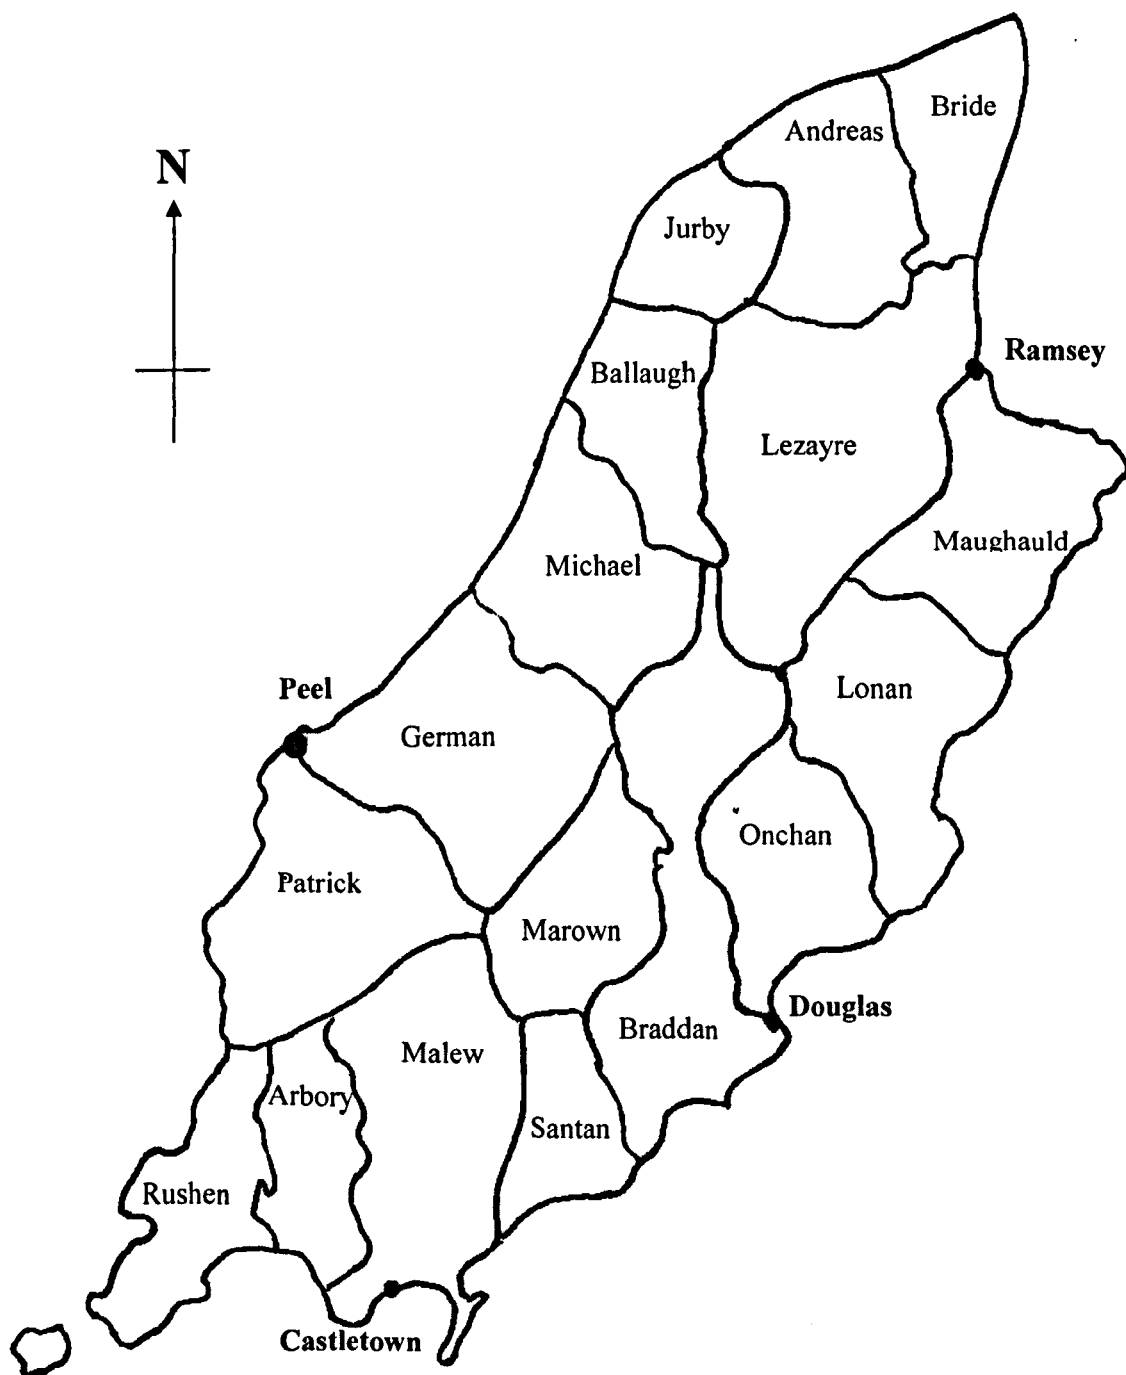 N
Bride
Andreas
Jurby
Ramsey
Ballaugh
Lezayre
Maughauld
Michael
Peel
Lonan
German
Onchan
Patrick
Marown
Douglas
Braddan
Malew
Arbory
Santan
Rushen
Castletown